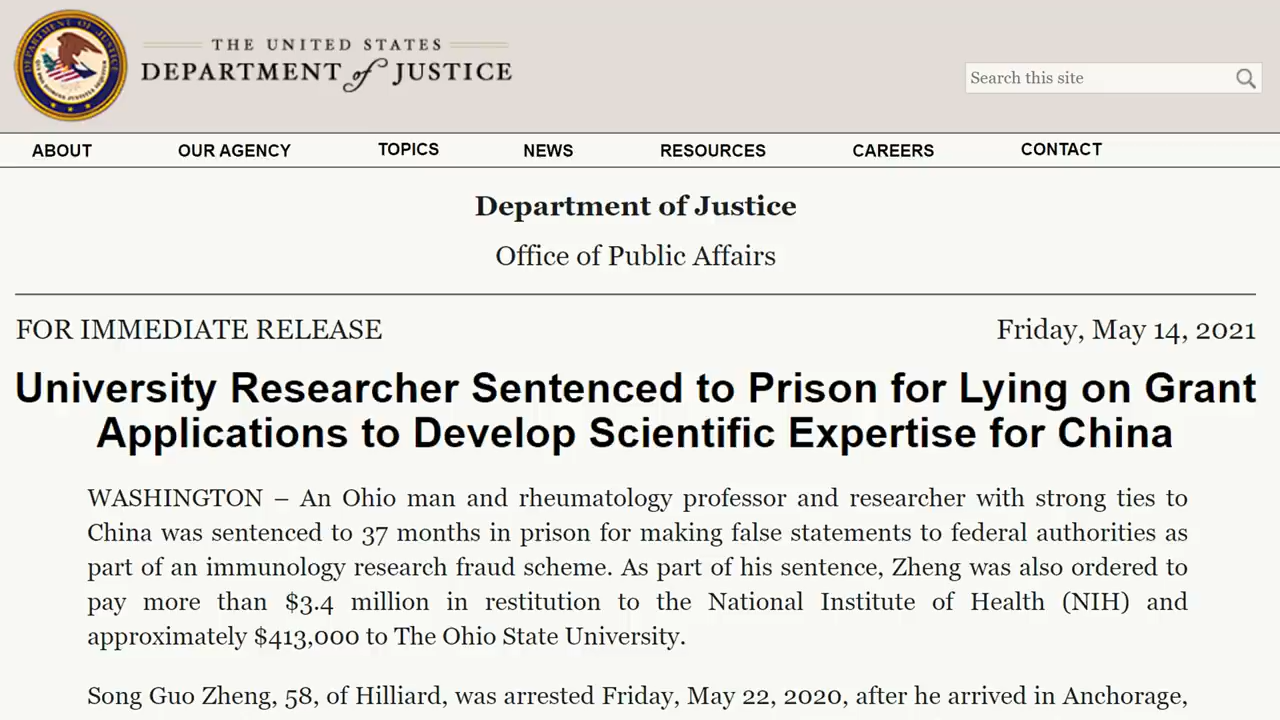 THE UNITED STATES
DEPARTMENT of JUSTICE
Search this site
ABOUT OUR AGENCY TOPICS NEWS RESOURCES CAREERS CONTACT
Department of Justice
Office of Public Affairs
FOR IMMEDIATE RELEASE Friday, May 14, 2021
University Researcher Sentenced to Prison for Lying on Grant
Applications to Develop Scientific Expertise for China
WASHINGTON – An Ohio man and rheumatology professor and researcher with strong ties to
China was sentenced to 37 months in prison for making false statements to federal authorities as
part of an immunology research fraud scheme. As part of his sentence, Zheng was also ordered to
pay more than $3.4 million in restitution to the National Institute of Health (NIH) and
approximately $413,000 to The Ohio State University.
Song Guo Zheng, 58, of Hilliard, was arrested Friday, May 22, 2020, after he arrived in Anchorage,